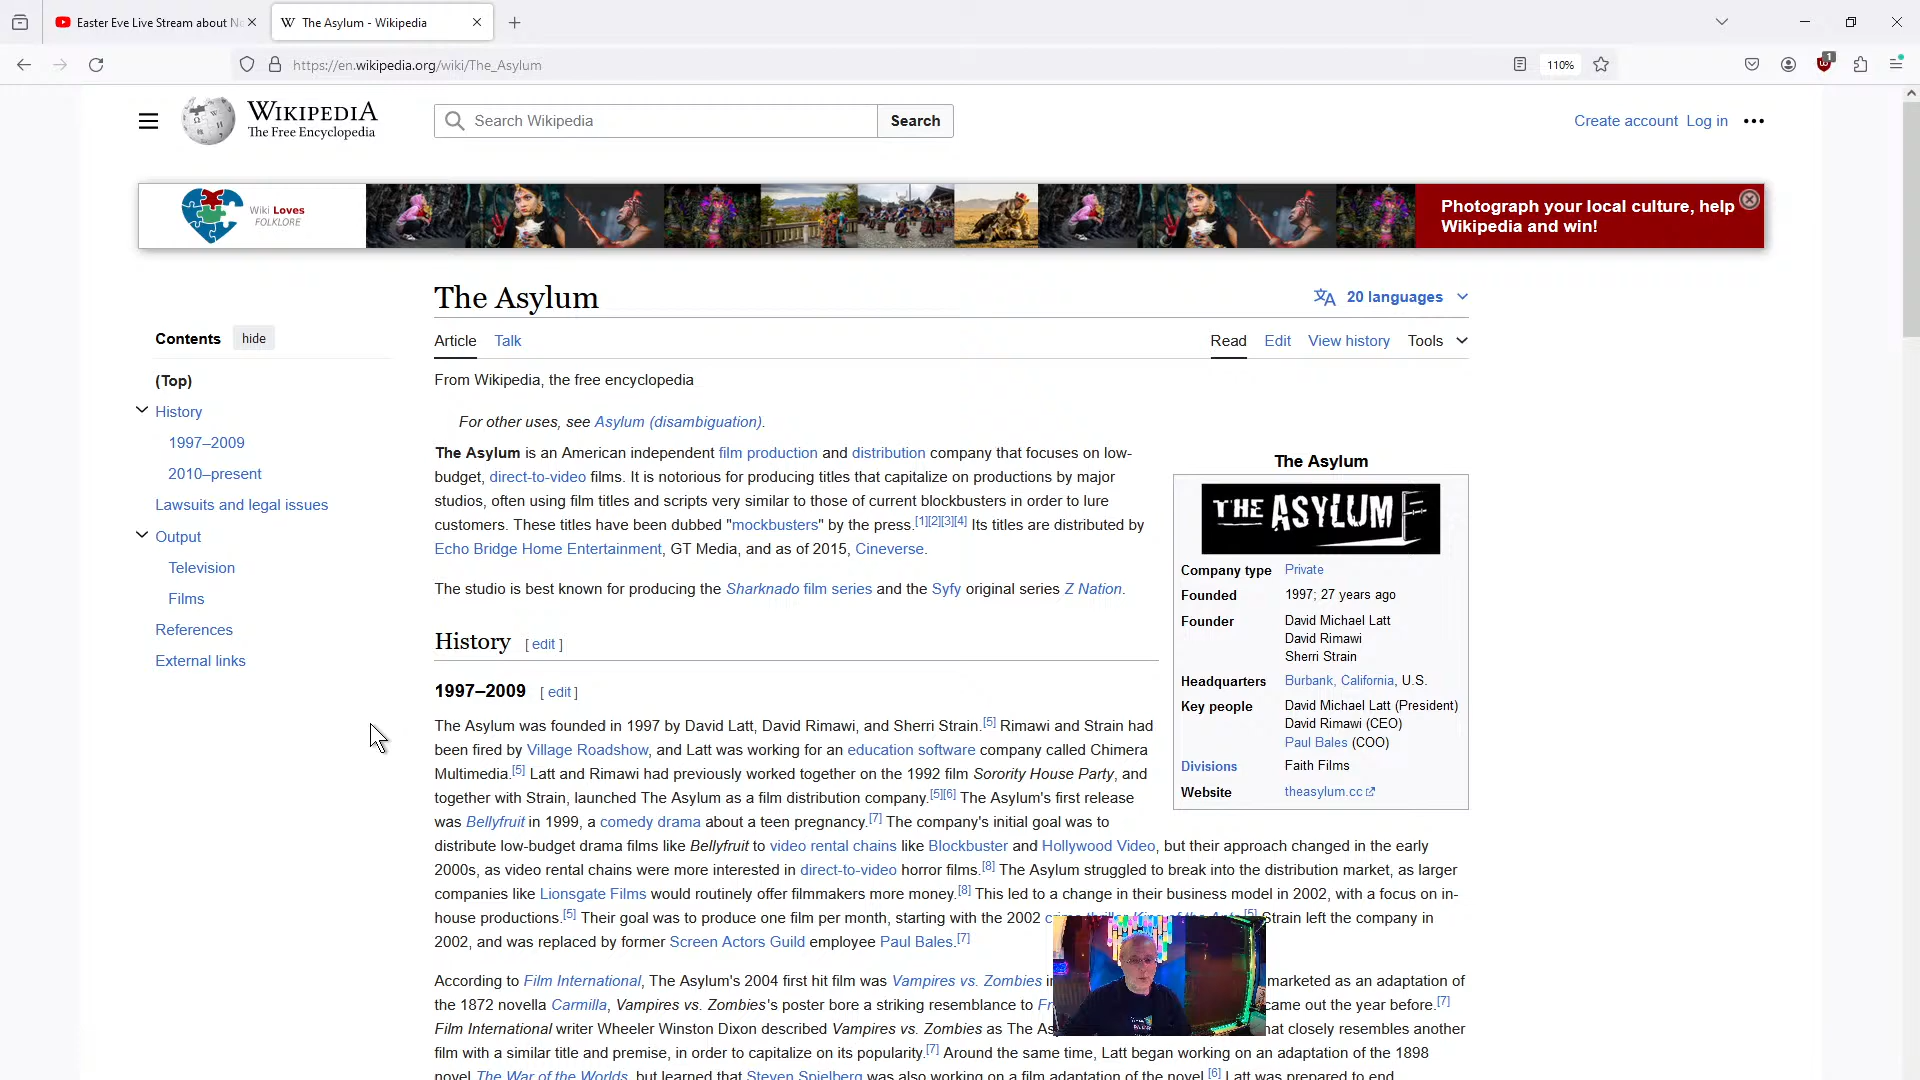 Easter Eve Live Stream about N
The Asylum - Wikipedia
https://en.wikipedia.org/wiki/The_Asylum
110%
1
WIKIPEDIA
The Free Encyclopedia
Search Wikipedia
Search
Create account Log in
Wiki Loves
FOLKLORE
Photograph your local culture, help
Wikipedia and win!
The Asylum
20 languages
Contents hide
Article Talk
Read Edit View history Tools
(Top)
History
1997–2009
2010–present
Lawsuits and legal issues
Output
Television
Films
References
External links
From Wikipedia, the free encyclopedia
For other uses, see Asylum (disambiguation).
The Asylum is an American independent film production and distribution company that focuses on low-
budget, direct-to-video films. It is notorious for producing titles that capitalize on productions by major
studios, often using film titles and scripts very similar to those of current blockbusters in order to lure
customers. These titles have been dubbed "mockbusters" by the press.[1][2][3][4] Its titles are distributed by
Echo Bridge Home Entertainment, GT Media, and as of 2015, Cineverse.
The studio is best known for producing the Sharknado film series and the Syfy original series Z Nation.
The Asylum
THE ASYLUM
Company type Private
Founded 1997; 27 years ago
Founder David Michael Latt
David Rimawi
Sherri Strain
Headquarters Burbank, California, U.S.
Key people David Michael Latt (President)
David Rimawi (CEO)
Paul Bales (COO)
Divisions Faith Films
Website theasylum.cc
History [ edit ]
1997–2009 [ edit ]
The Asylum was founded in 1997 by David Latt, David Rimawi, and Sherri Strain.[5] Rimawi and Strain had
been fired by Village Roadshow, and Latt was working for an education software company called Chimera
Multimedia.[5] Latt and Rimawi had previously worked together on the 1992 film Sorority House Party, and
together with Strain, launched The Asylum as a film distribution company.[5][6] The Asylum's first release
was Bellyfruit in 1999, a comedy drama about a teen pregnancy.[7] The company's initial goal was to
distribute low-budget drama films like Bellyfruit to video rental chains like Blockbuster and Hollywood Video, but their approach changed in the early
2000s, as video rental chains were more interested in direct-to-video horror films.[8] The Asylum struggled to break into the distribution market, as larger
companies like Lionsgate Films would routinely offer filmmakers more money.[8] This led to a change in their business model in 2002, with a focus on in-
house productions.[5] Their goal was to produce one film per month, starting with the 2002 crime thriller King of the Ants.[5] Strain left the company in
2002, and was replaced by former Screen Actors Guild employee Paul Bales.[7]
According to Film International, The Asylum's 2004 first hit film was Vampires vs. Zombies marketed as an adaptation of
the 1872 novella Carmilla, Vampires vs. Zombies's poster bore a striking resemblance to came out the year before.[7]
Film International writer Wheeler Winston Dixon described Vampires vs. Zombies as The As hat closely resembles another
film with a similar title and premise, in order to capitalize on its popularity.[7] Around the same time, Latt began working on an adaptation of the 1898
novel The War of the Worlds, but learned that Steven Spielberg was also working on a film adaptation of the novel.[6] Latt was prepared to end